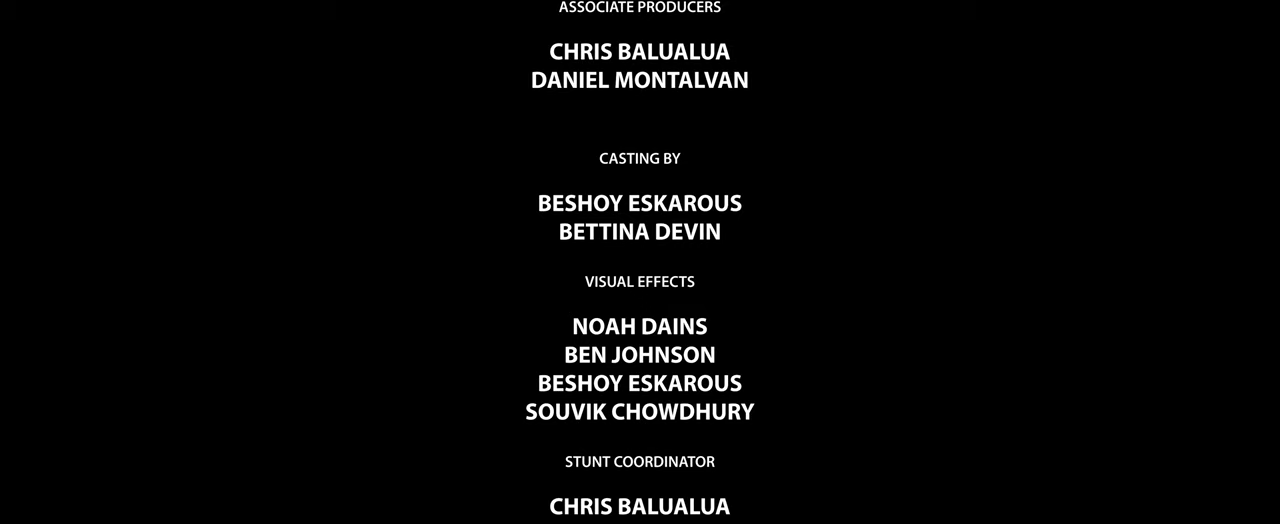 ASSOCIATE PRODUCERS
CHRIS BALUALUA
DANIEL MONTALVAN
CASTING BY
BESHOY ESKAROUS
BETTINA DEVIN
VISUAL EFFECTS
NOAH DAINS
BEN JOHNSON
BESHOY ESKAROUS
SOUVIK CHOWDHURY
STUNT COORDINATOR
CHRIS BALUALUA